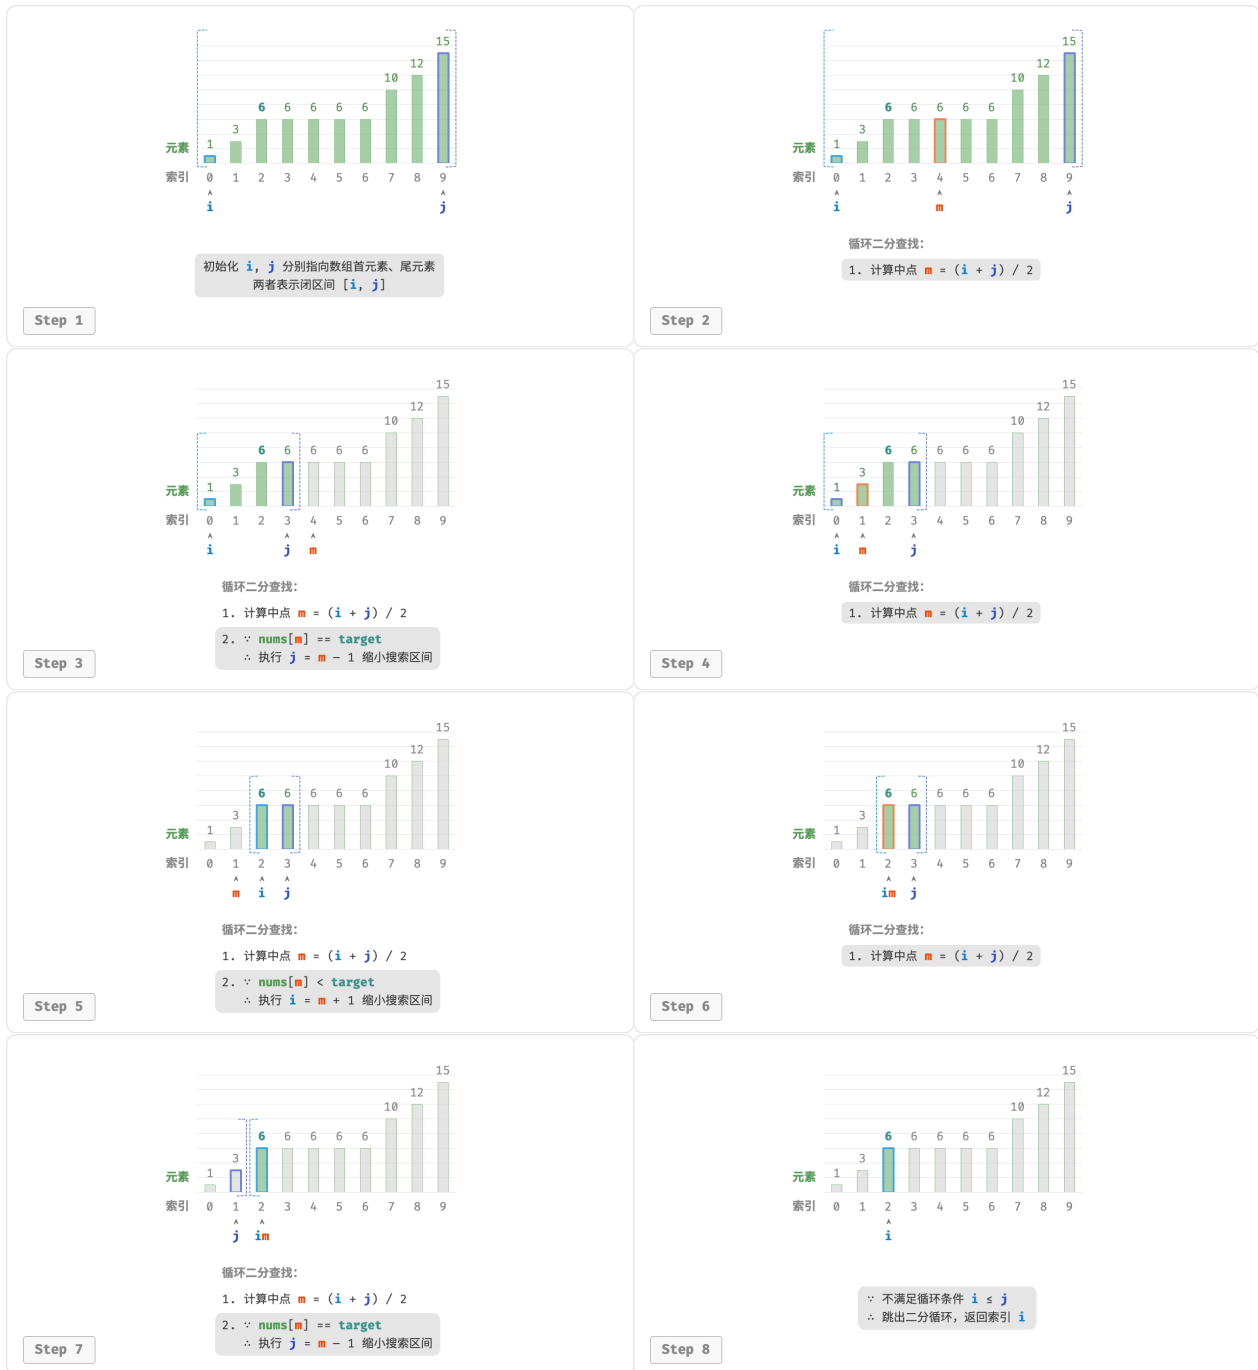 15
12
10
6 6 6 6 6
3
元素 1
索引 0 1 2 3 4 5 6 7 8 9
i j
初始化 i, j 分别指向数组首元素、尾元素
两者表示闭区间 [i, j]
Step 1
15
12
10
6 6 6 6 6
3
元素 1
索引 0 1 2 3 4 5 6 7 8 9
i m j
循环二分查找:
1. 计算中点 m = (i + j) / 2
Step 2
15
12
10
6 6 6 6 6
3
元素 1
索引 0 1 2 3 4 5 6 7 8 9
i j m
循环二分查找:
1. 计算中点 m = (i + j) / 2
2. ∵ nums[m] == target
∴ 执行 j = m − 1 缩小搜索区间
Step 3
15
12
10
6 6 6 6 6
3
元素 1
索引 0 1 2 3 4 5 6 7 8 9
i m j
循环二分查找:
1. 计算中点 m = (i + j) / 2
Step 4
15
12
10
6 6 6 6 6
3
元素 1
索引 0 1 2 3 4 5 6 7 8 9
m i j
循环二分查找:
1. 计算中点 m = (i + j) / 2
2. ∵ nums[m] < target
∴ 执行 i = m + 1 缩小搜索区间
Step 5
15
12
10
6 6 6 6 6
3
元素 1
索引 0 1 2 3 4 5 6 7 8 9
im j
循环二分查找:
1. 计算中点 m = (i + j) / 2
Step 6
15
12
10
6 6 6 6 6
3
元素 1
索引 0 1 2 3 4 5 6 7 8 9
j im
循环二分查找:
1. 计算中点 m = (i + j) / 2
2. ∵ nums[m] == target
∴ 执行 j = m − 1 缩小搜索区间
Step 7
15
12
10
6 6 6 6 6
3
元素 1
索引 0 1 2 3 4 5 6 7 8 9
i
∵ 不满足循环条件 i ≤ j
∴ 跳出二分循环，返回索引 i
Step 8